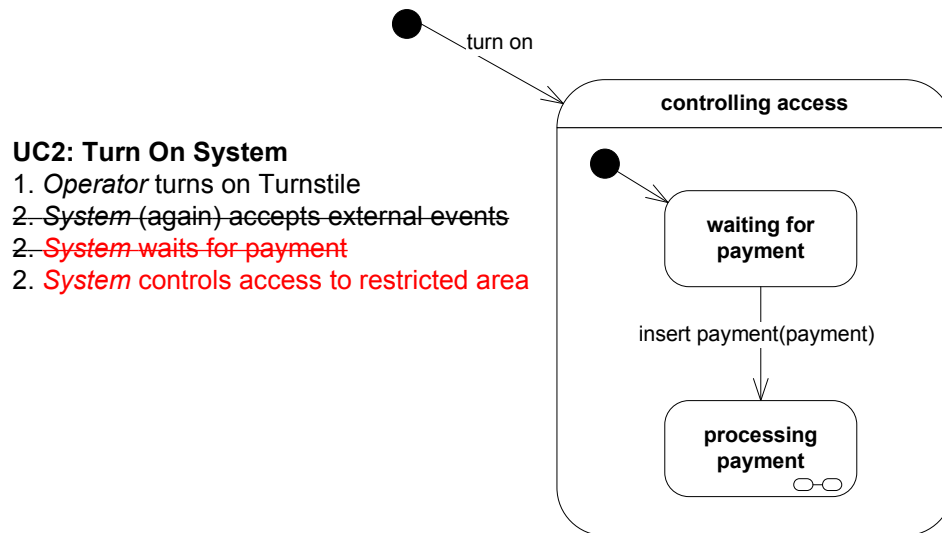 turn on
controlling access
UC2: Turn On System
1. Operator turns on Turnstile
2. System (again) accepts external events
2. System waits for payment
2. System controls access to restricted area
waiting for
payment
insert payment(payment)
processing
payment